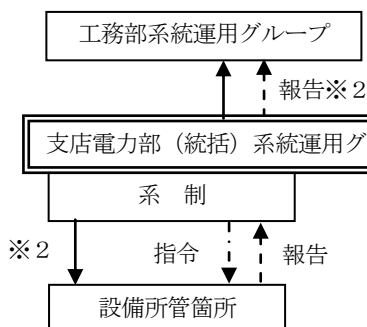 工務部系統運用グループ
報告※２
支店電力部（統括）系統運用グ
系　制
※２
指令
報告
設備所管箇所